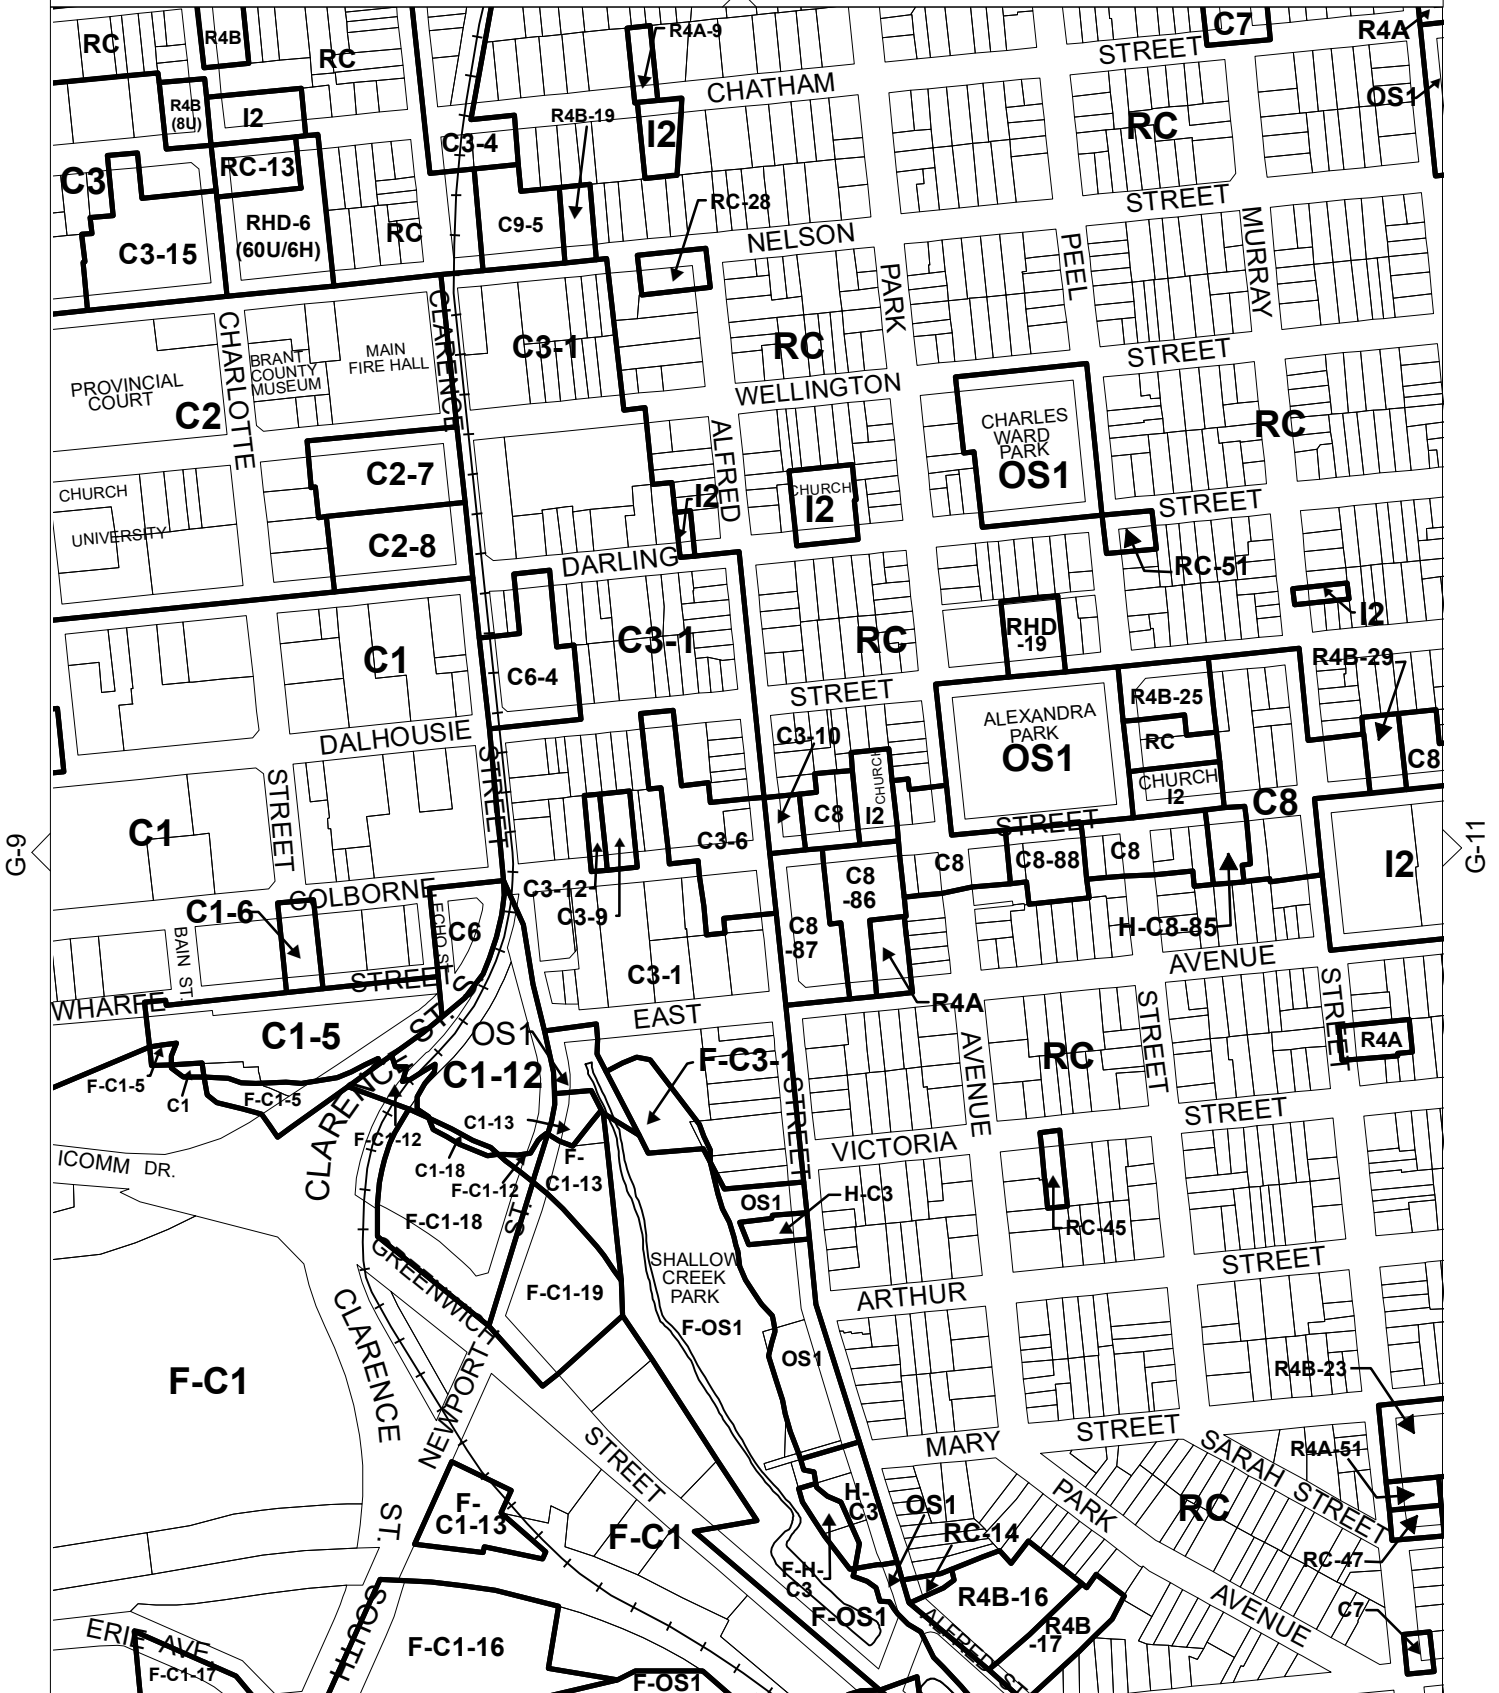 RC
R4B
RC
R4A-9
C7
R4A
STREET
CHATHAM
OS1
R4B
(8U)
I2
R4B-19
C3-4
I2
RC
C3
RC-13
RHD-6
(60U/6H)
RC
C9-5
RC-28
STREET
C3-15
NELSON
PARK
PEEL
MURRAY
CHARLOTTE
CLARENCE
BRANT
COUNTY
MUSEUM
MAIN
FIRE HALL
C3-1
RC
STREET
PROVINCIAL
COURT
C2
WELLINGTON
CHARLES
WARD
PARK
OS1
RC
ALFRED
C2-7
CHURCH
I2
CHURCH
I2
STREET
UNIVERSITY
C2-8
DARLING
RC-51
I2
C1
C6-4
C3-1
RC
RHD
-19
R4B-29
STREET
R4B-25
ALEXANDRA
PARK
OS1
RC
DALHOUSIE
C3-10
CHURCH
C8
CHURCH
I2
STREET
STREET
C1
C8
I2
C8
STREET
C3-6
C8
C8-88
C8
I2
G-9
G-11
C3-12
C8
-86
COLBORNE
C1-6
C3-9
C6
ECHO ST.
C8
-87
H-C8-85
BAIN ST.
AVENUE
STREET
C3-1
STREET
WHARFE
R4A
EAST
C1-5
OS1
AVENUE
STREET
RC
R4A
F-C3-1
C1-12
F-C1-5
C1
F-C1-5
CLARENCE ST.
STREET
STREET
C1-13
F-C1-12
VICTORIA
ICOMM DR.
C1-18
F-C1-12
F-
C1-13
OS1
H-C3
F-C1-18
ST.
RC-45
GREENWICH
SHALLOW
CREEK
PARK
STREET
F-C1-19
ARTHUR
F-OS1
CLARENCE
OS1
F-C1
R4B-23
NEWPORT
STREET
MARY
STREET
SARAH STREET
R4A-51
F-
C1-13
H-
C3
OS1
PARK
RC
ST.
F-C1
RC-14
RC-47
F-H-
C3
R4B-16
F-OS1
AVENUE
C7
SOUTH
R4B
-17
ALFRED ST.
ERIE AVE.
F-C1-16
F-C1-17
F-OS1